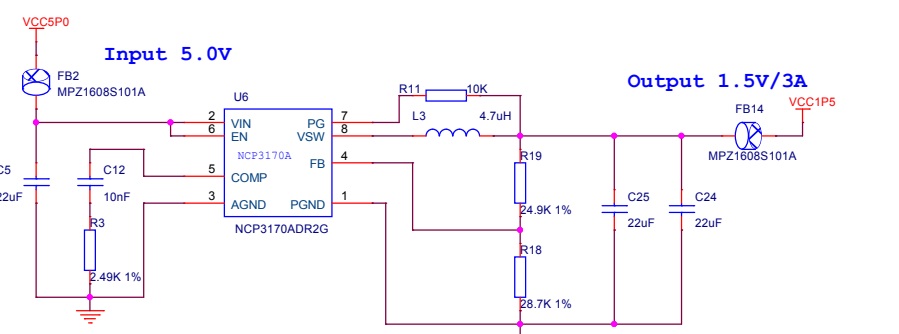 VCC5P0
Input 5.0V
FB2
MPZ1608S101A
Output 1.5V/3A
VCC1P5
FB14
MPZ1608S101A
R11
10K
L3
4.7uH
U6
2
VIN
PG
7
6
EN
VSW
8
NCP3170A
FB
4
5
COMP
3
AGND
PGND
1
NCP3170ADR2G
C5
22uF
C12
10nF
R3
2.49K 1%
R19
24.9K 1%
R18
28.7K 1%
C25
22uF
C24
22uF